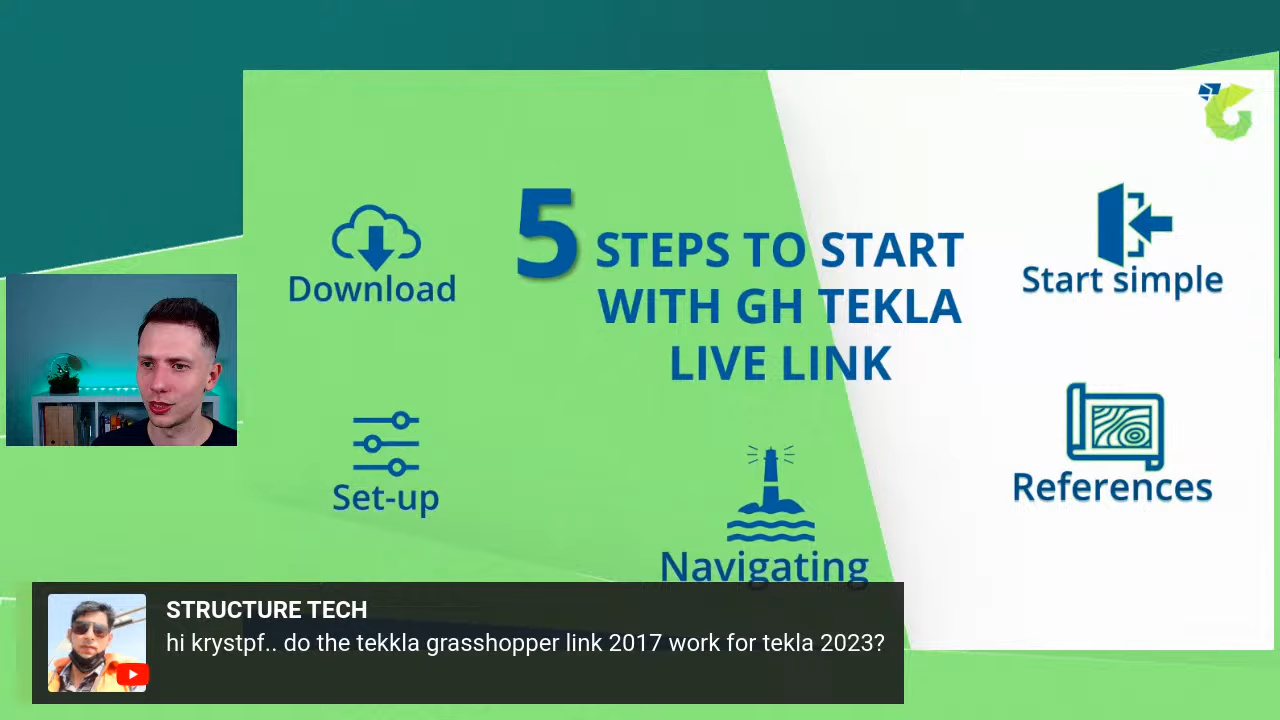 5 STEPS TO START
WITH GH TEKLA
LIVE LINK
Download
Set-up
Navigating
Start simple
References
STRUCTURE TECH
hi krystpf.. do the tekkla grasshopper link 2017 work for tekla 2023?